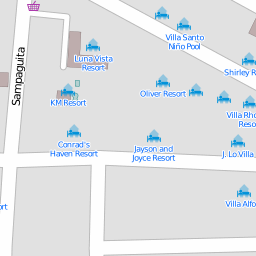 Villa Santo
Niño Pool
Luna Vista
Resort
Shirley R
Sampaguita
KM Resort
Oliver Resort
Villa Rho
Resort
Conrad's
Haven Resort
Jayson and
Joyce Resort
J. Lo Villa
Villa Alfo
ort